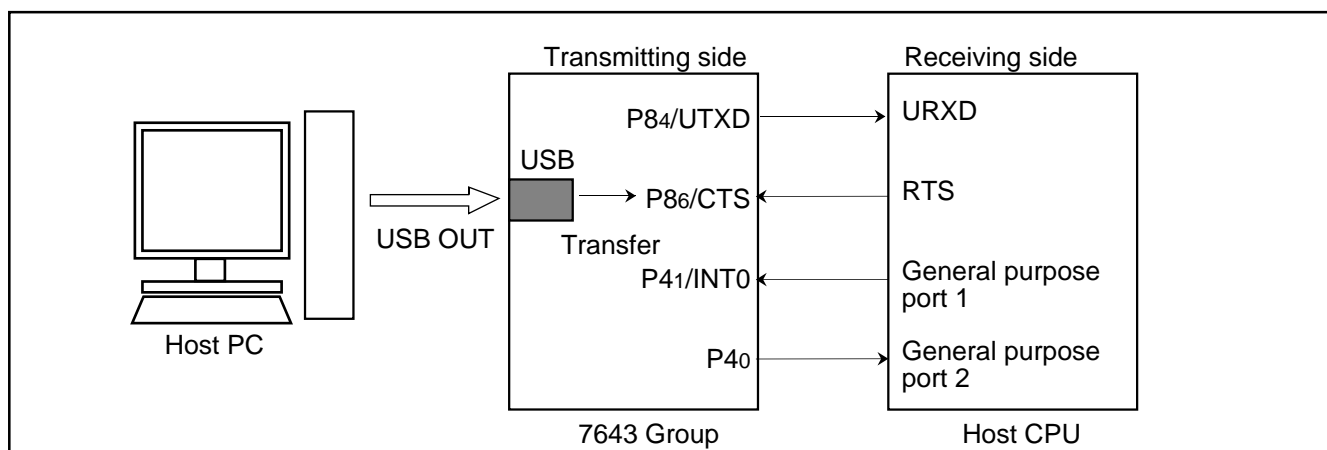 Transmitting side
Receiving side
P84/UTXD
URXD
USB
P86/CTS
RTS
USB OUT
Transfer
P41/INT0
General purpose
port 1
Host PC
P40
General purpose
port 2
7643 Group
Host CPU